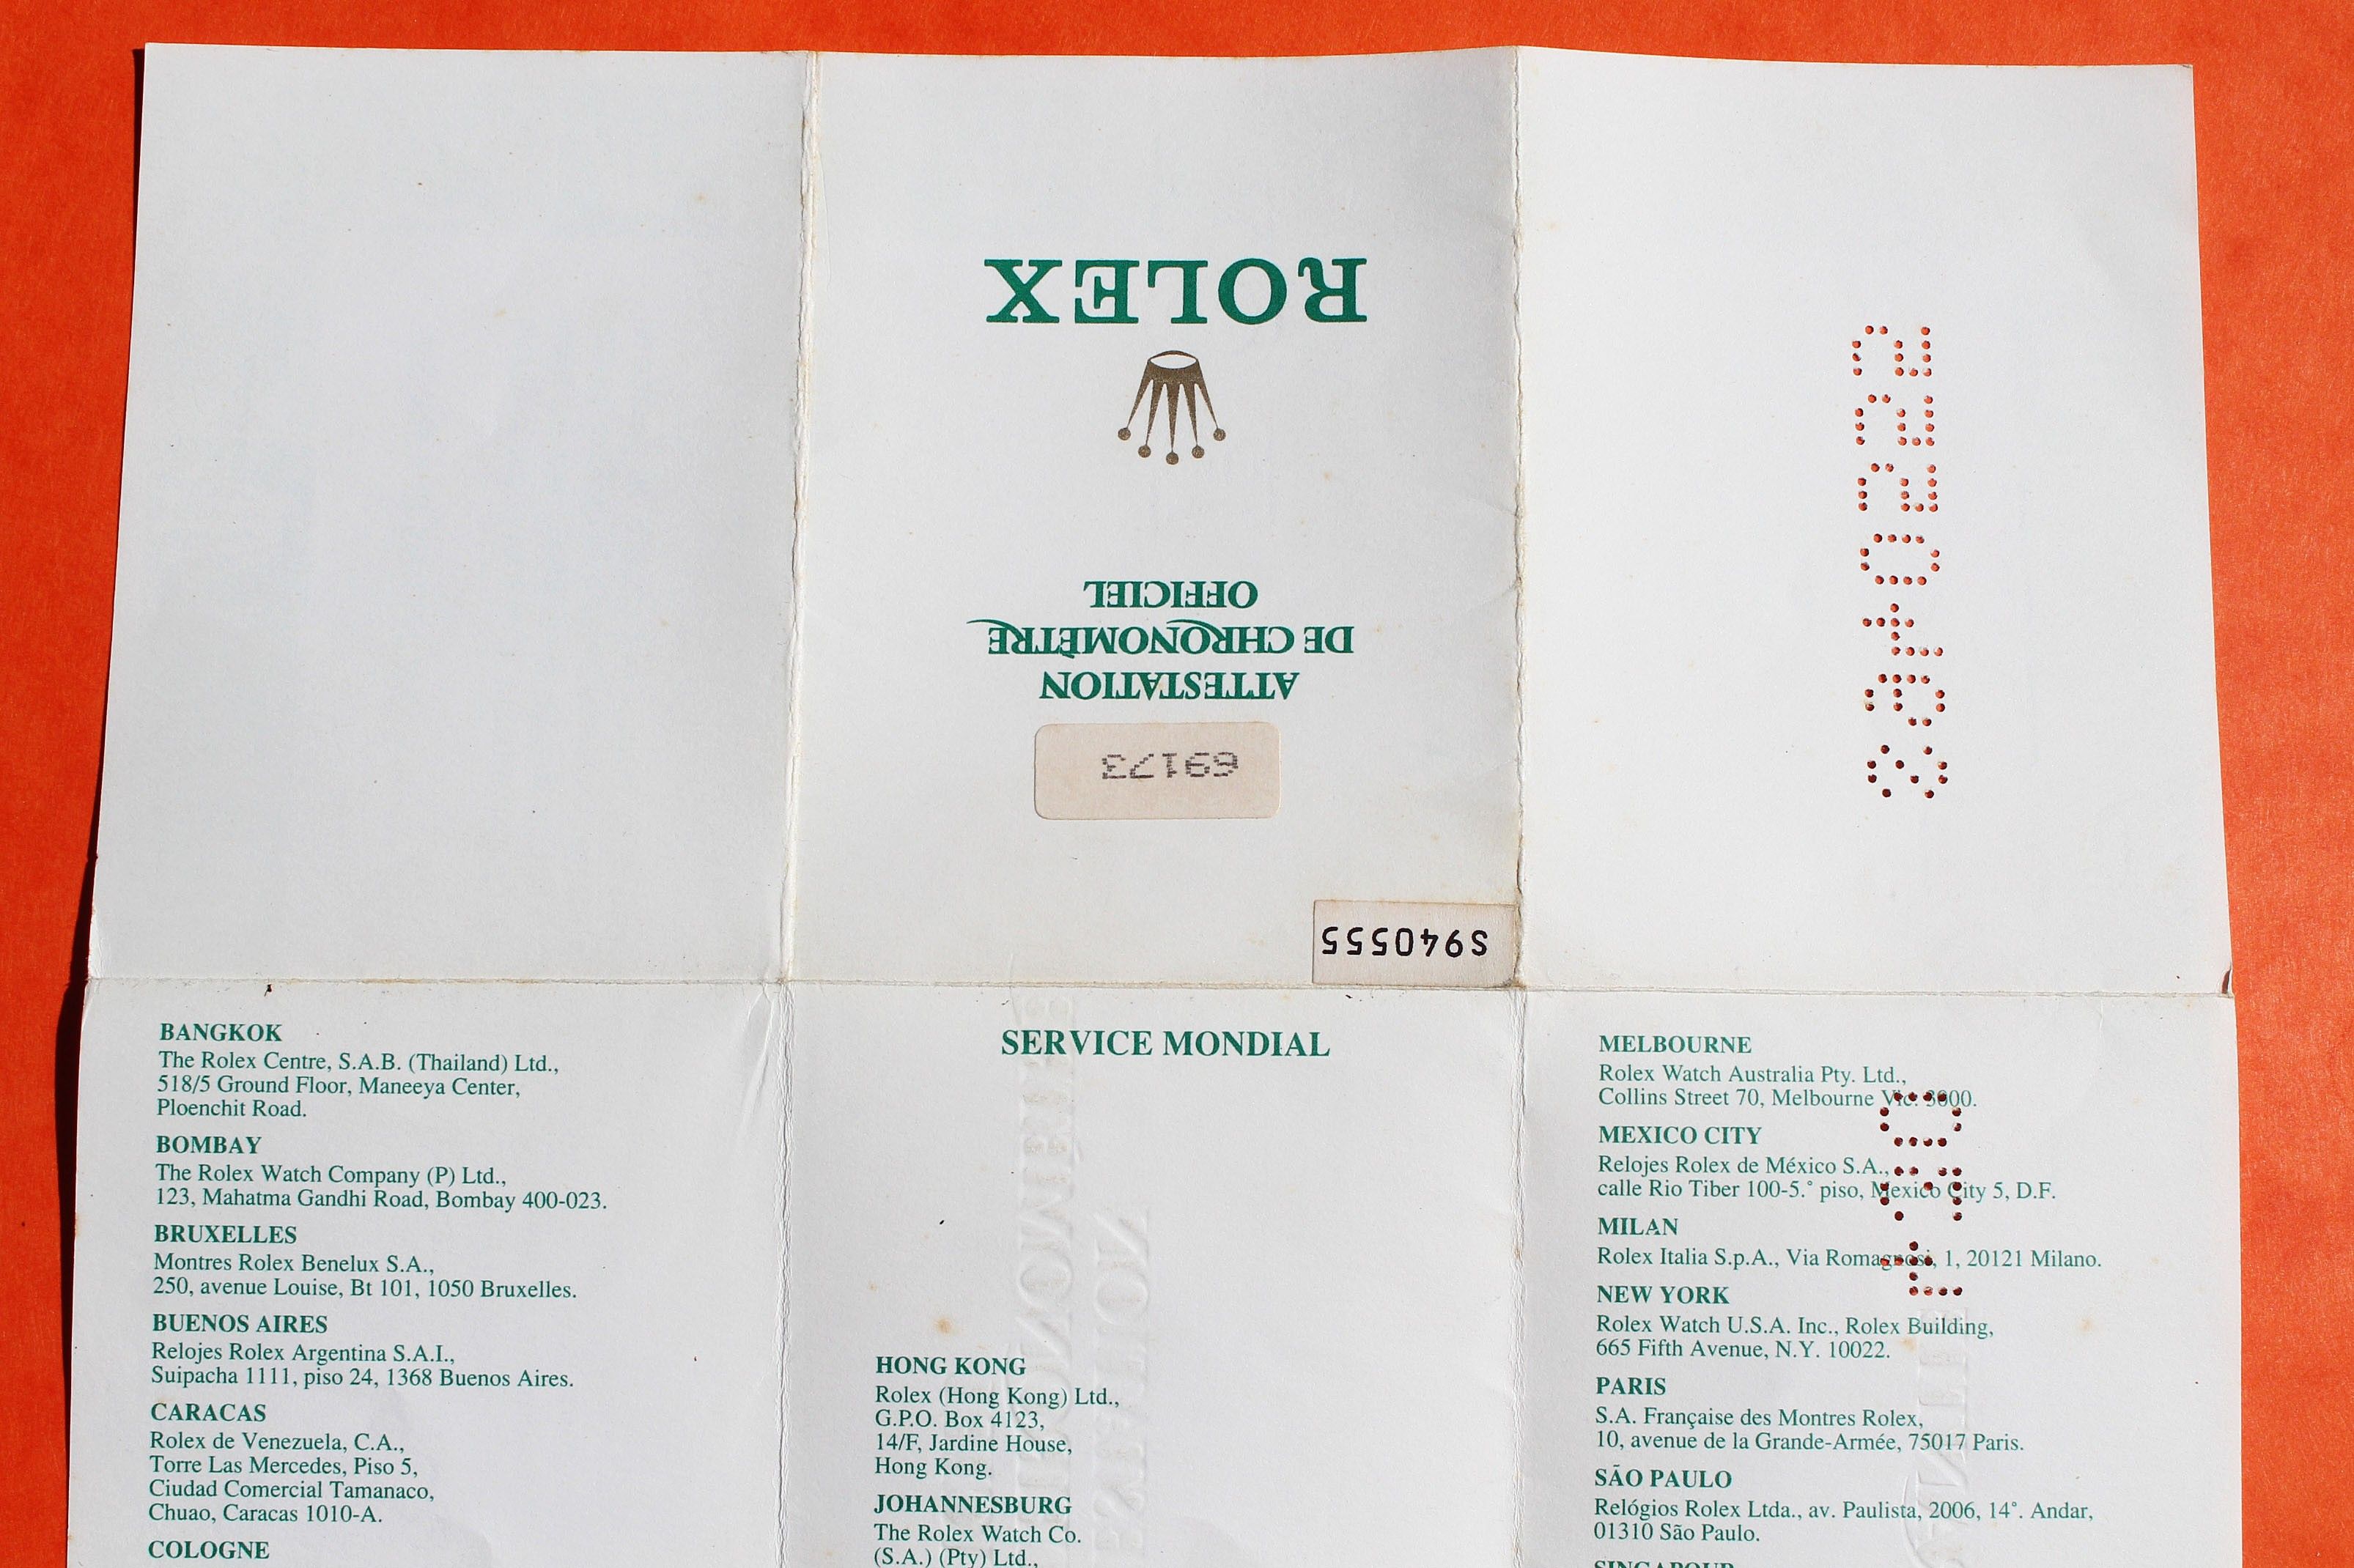 S940555
69173
ATTESTATION
DE CHRONOMÈTRE
OFFICIEL
ROLEX
S940555
BANGKOK
The Rolex Centre, S.A.B. (Thailand) Ltd.,
518/5 Ground Floor, Maneeya Center,
Ploenchit Road.
BOMBAY
The Rolex Watch Company (P) Ltd.,
123, Mahatma Gandhi Road, Bombay 400-023.
BRUXELLES
Montres Rolex Benelux S.A.,
250, avenue Louise, Bt 101, 1050 Bruxelles.
BUENOS AIRES
Relojes Rolex Argentina S.A.I.,
Suipacha 1111, piso 24, 1368 Buenos Aires.
CARACAS
Rolex de Venezuela, C.A.,
Torre Las Mercedes, Piso 5,
Ciudad Comercial Tamanaco,
Chuao, Caracas 1010-A.
COLOGNE
SERVICE MONDIAL
HONG KONG
Rolex (Hong Kong) Ltd.,
G.P.O. Box 4123,
14/F, Jardine House,
Hong Kong.
JOHANNESBURG
The Rolex Watch Co.
(S.A.) (Pty) Ltd.,
MELBOURNE
Rolex Watch Australia Pty. Ltd.,
Collins Street 70, Melbourne Vic. 3000.
MEXICO CITY
Relojes Rolex de México S.A.,
calle Rio Tiber 100-5.° piso, Mexico City 5, D.F.
MILAN
Rolex Italia S.p.A., Via Romagnosi, 1, 20121 Milano.
NEW YORK
Rolex Watch U.S.A. Inc., Rolex Building,
665 Fifth Avenue, N.Y. 10022.
PARIS
S.A. Française des Montres Rolex,
10, avenue de la Grande-Armée, 75017 Paris.
SÃO PAULO
Relógios Rolex Ltda., av. Paulista, 2006, 14°. Andar,
01310 São Paulo.